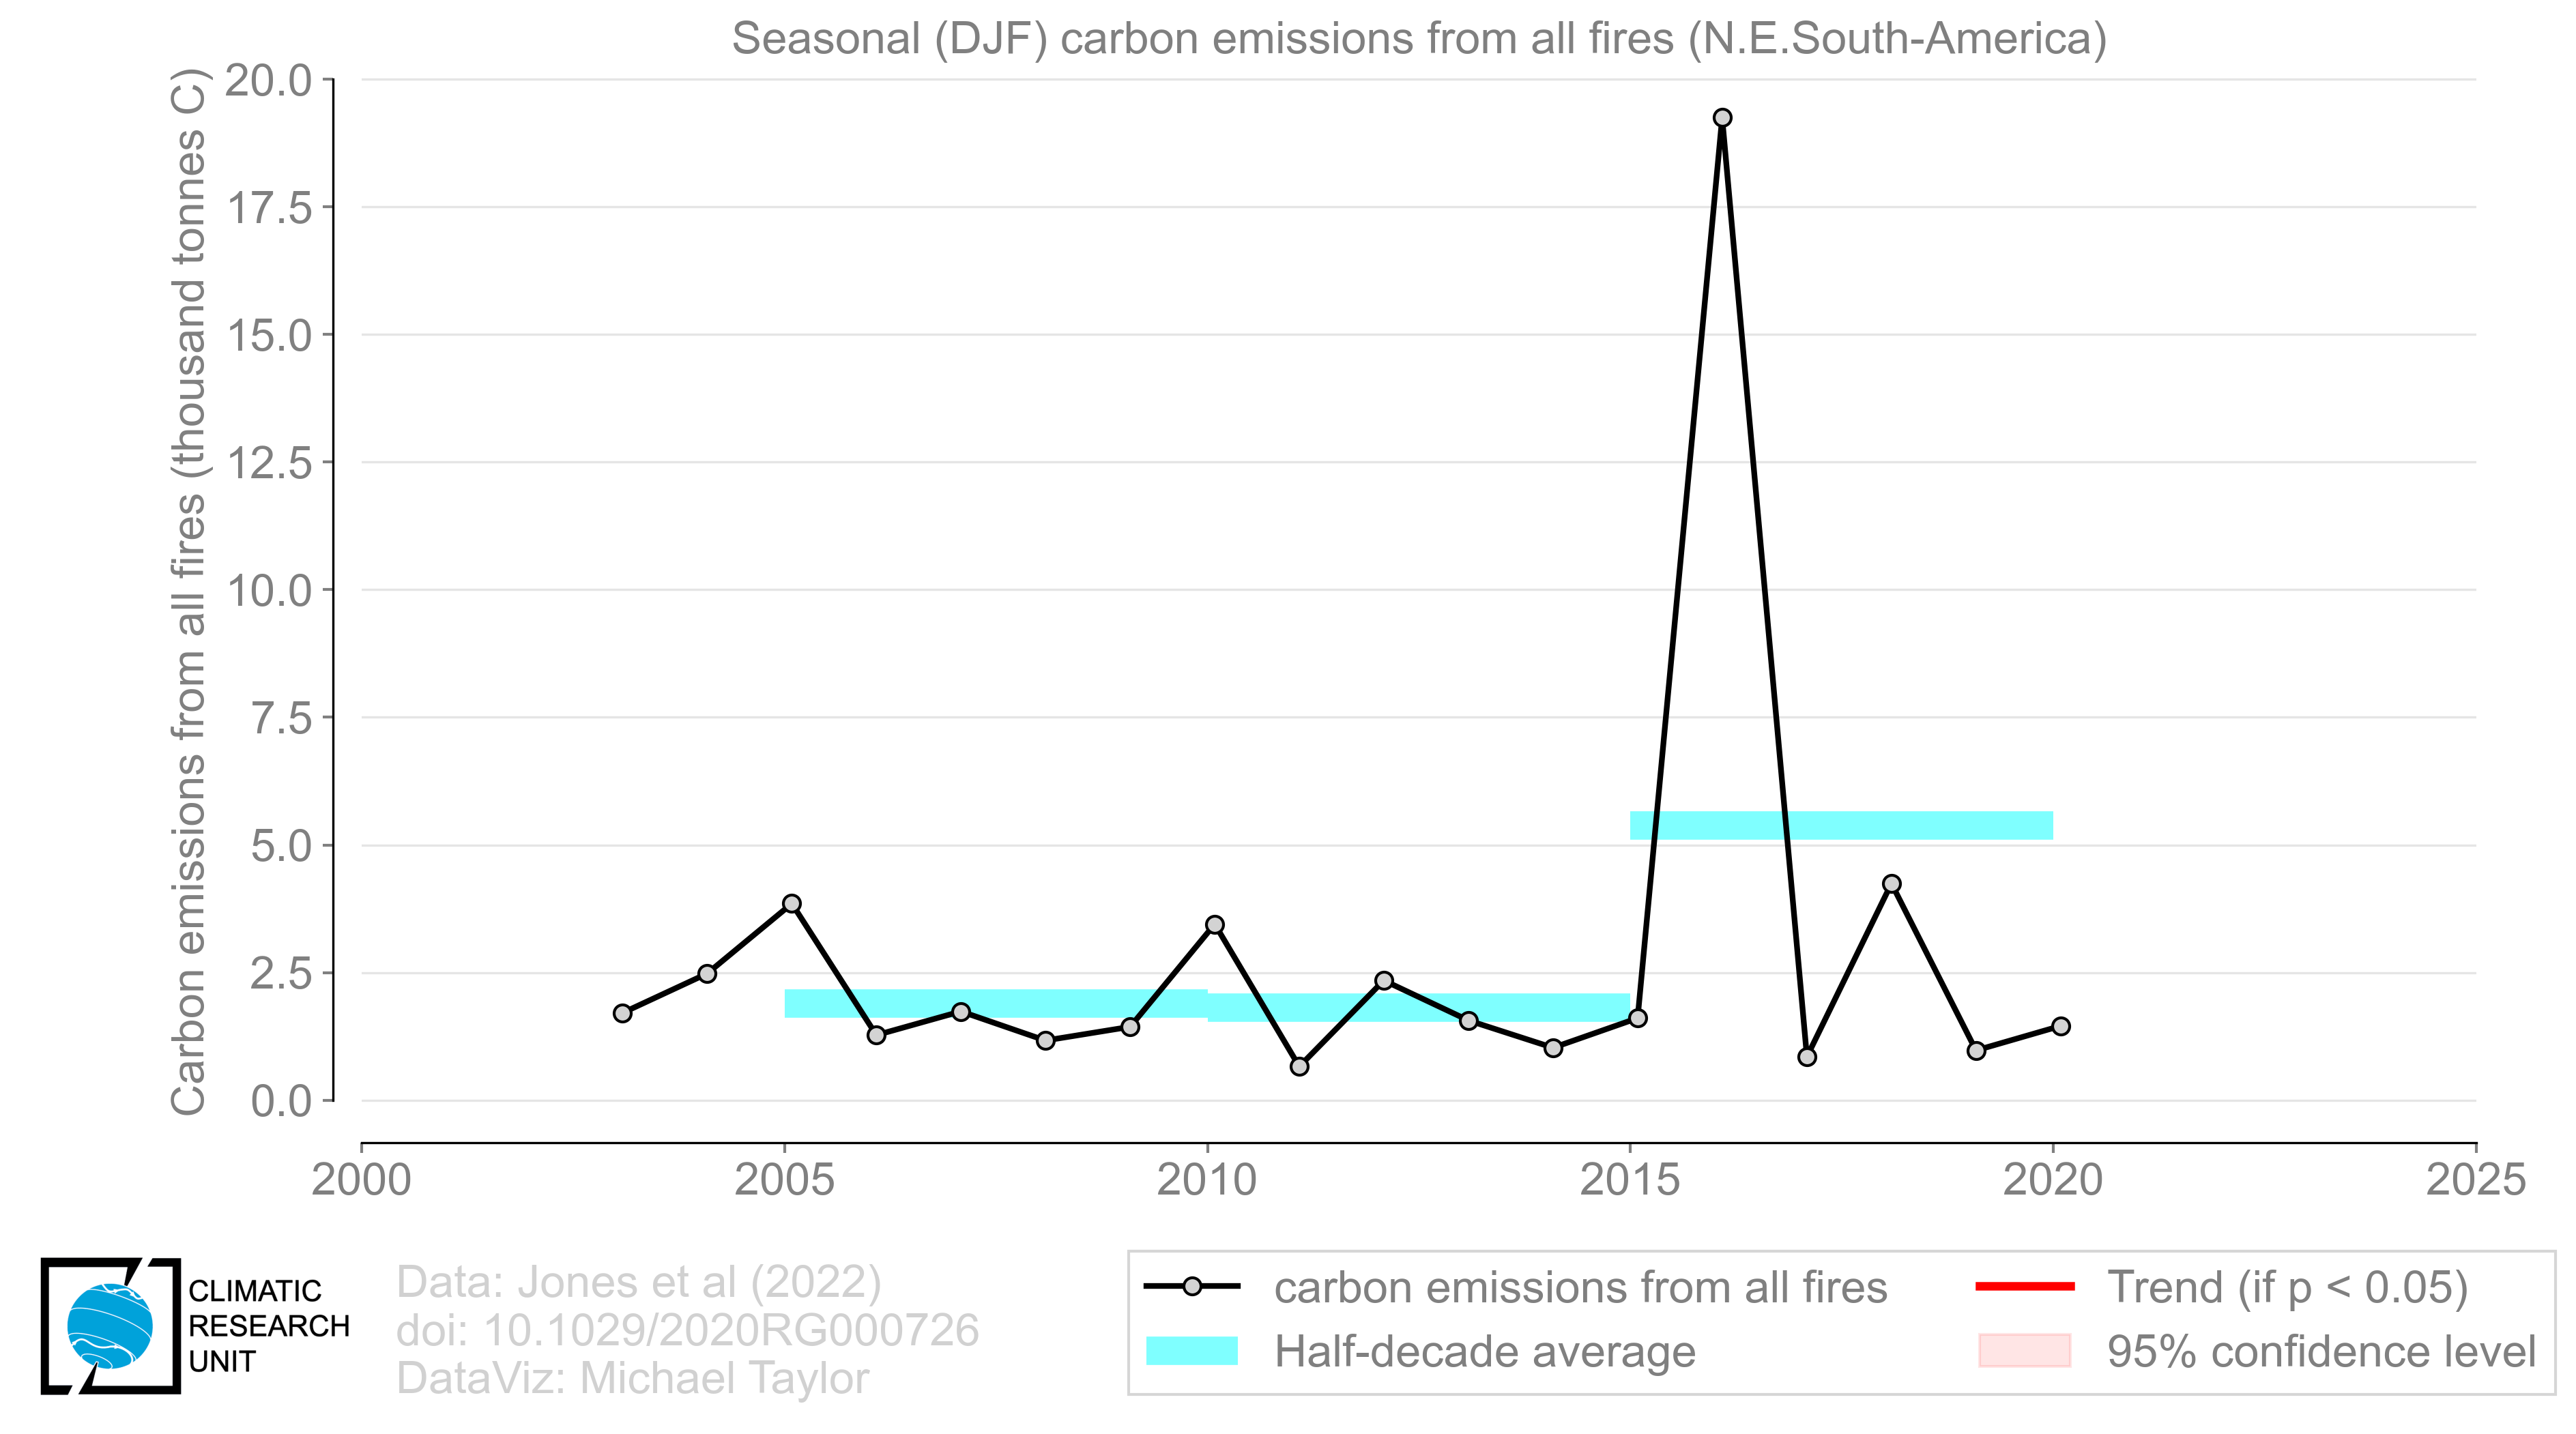 Seasonal (DJF) carbon emissions from all fires (N.E.South-America)
Carbon emissions from all fires (thousand tonnes C)
20.0
17.5
15.0
12.5
10.0
7.5
5.0
2.5
0.0
2000 2005 2010 2015 2020 2025
CLIMATIC
RESEARCH
UNIT
Data: Jones et al (2022)
doi: 10.1029/2020RG000726
DataViz: Michael Taylor
carbon emissions from all fires
Half-decade average
Trend (if p < 0.05)
95% confidence level